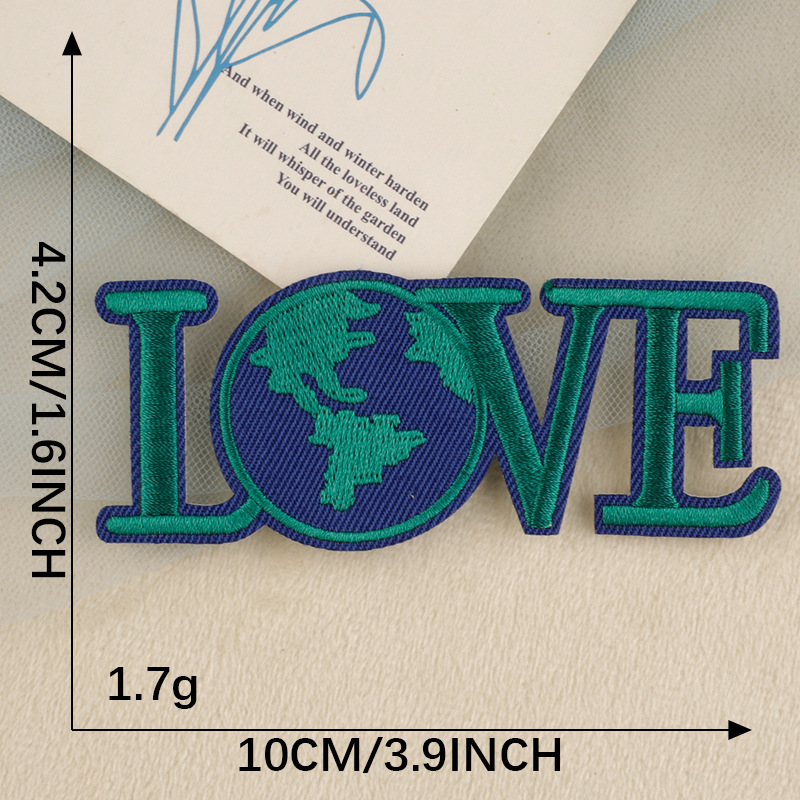 And when wind and winter harden
All the loveless land
It will whisper of the garden
You will understand
LOVE
4.2CM/1.6INCH
1.7g
10CM/3.9INCH